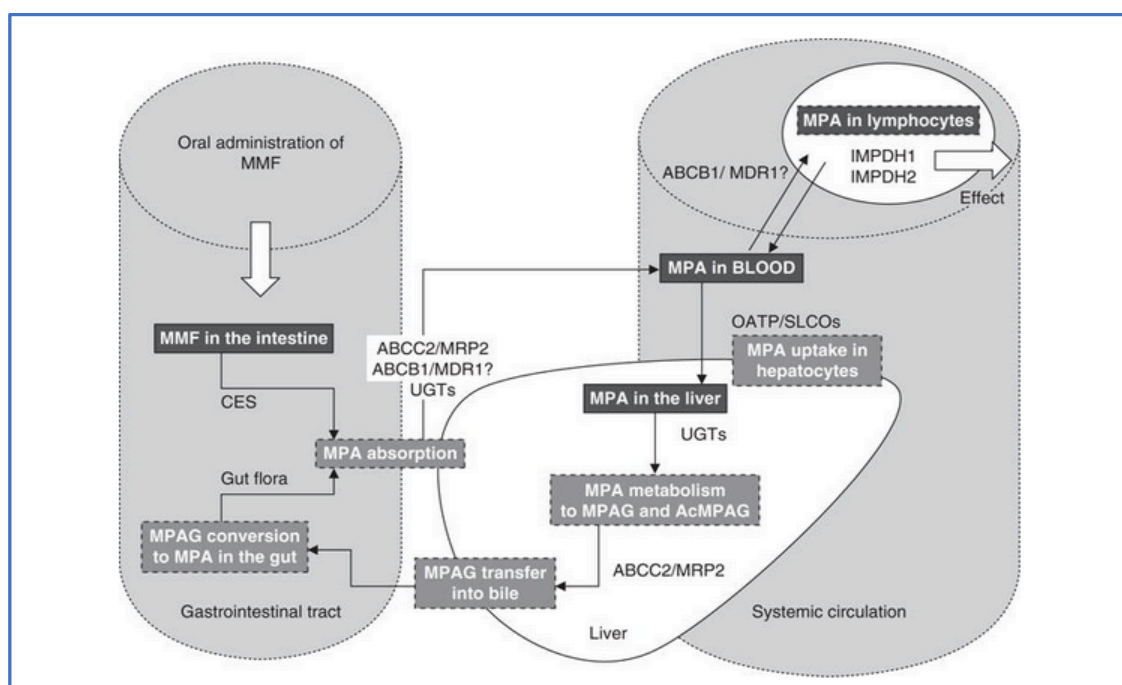 Oral administration of
MMF
MMF in the intestine
CES
MPA absorption
Gut flora
MPAG conversion
to MPA in the gut
Gastrointestinal tract
ABCC2/MRP2
ABCB1/MDR1?
UGTs
MPA in lymphocytes
IMPDH1
IMPDH2
Effect
ABCB1/ MDR1?
MPA in BLOOD
OATP/SLCOs
MPA uptake in
hepatocytes
MPA in the liver
UGTs
MPA metabolism
to MPAG and AcMPAG
ABCC2/MRP2
MPAG transfer
into bile
Liver
Systemic circulation